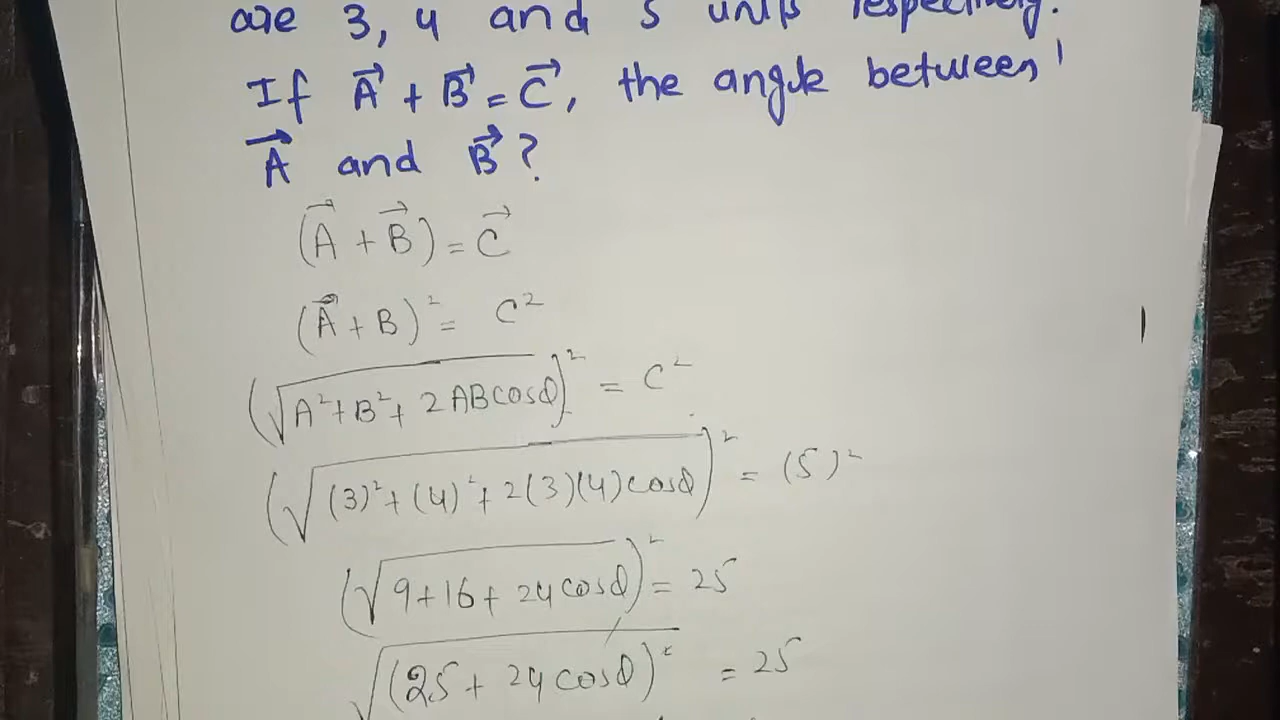 are 3, 4 and 5 units respectively.
If A⃗ + B⃗ = C⃗, the angle between
A⃗ and B⃗ ?
(A⃗ + B⃗) = C⃗
(A⃗ + B)² = C²
(√(A² + B² + 2ABcosθ))² = C²
(√((3)² + (4)² + 2(3)(4)cosθ))² = (5)²
(√(9+16+24cosθ))² = 25
√((25 + 24cosθ)²) = 25